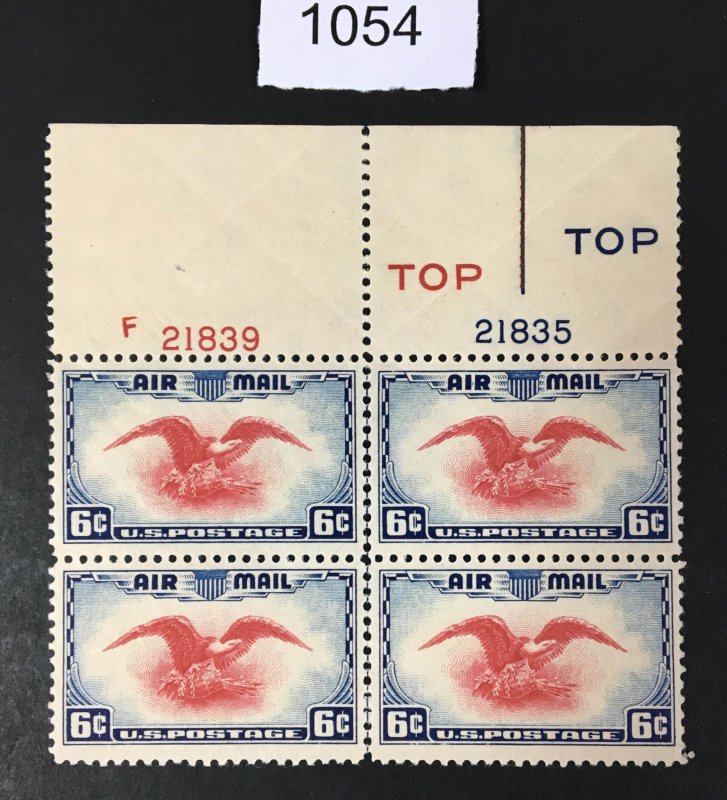 1054
TOP TOP
F 21839 21835
AIR MAIL AIR MAIL
6¢ U.S.POSTAGE 6¢ 6¢ U.S.POSTAGE 6¢
AIR MAIL AIR MAIL
6¢ U.S.POSTAGE 6¢ 6¢ U.S.POSTAGE 6¢